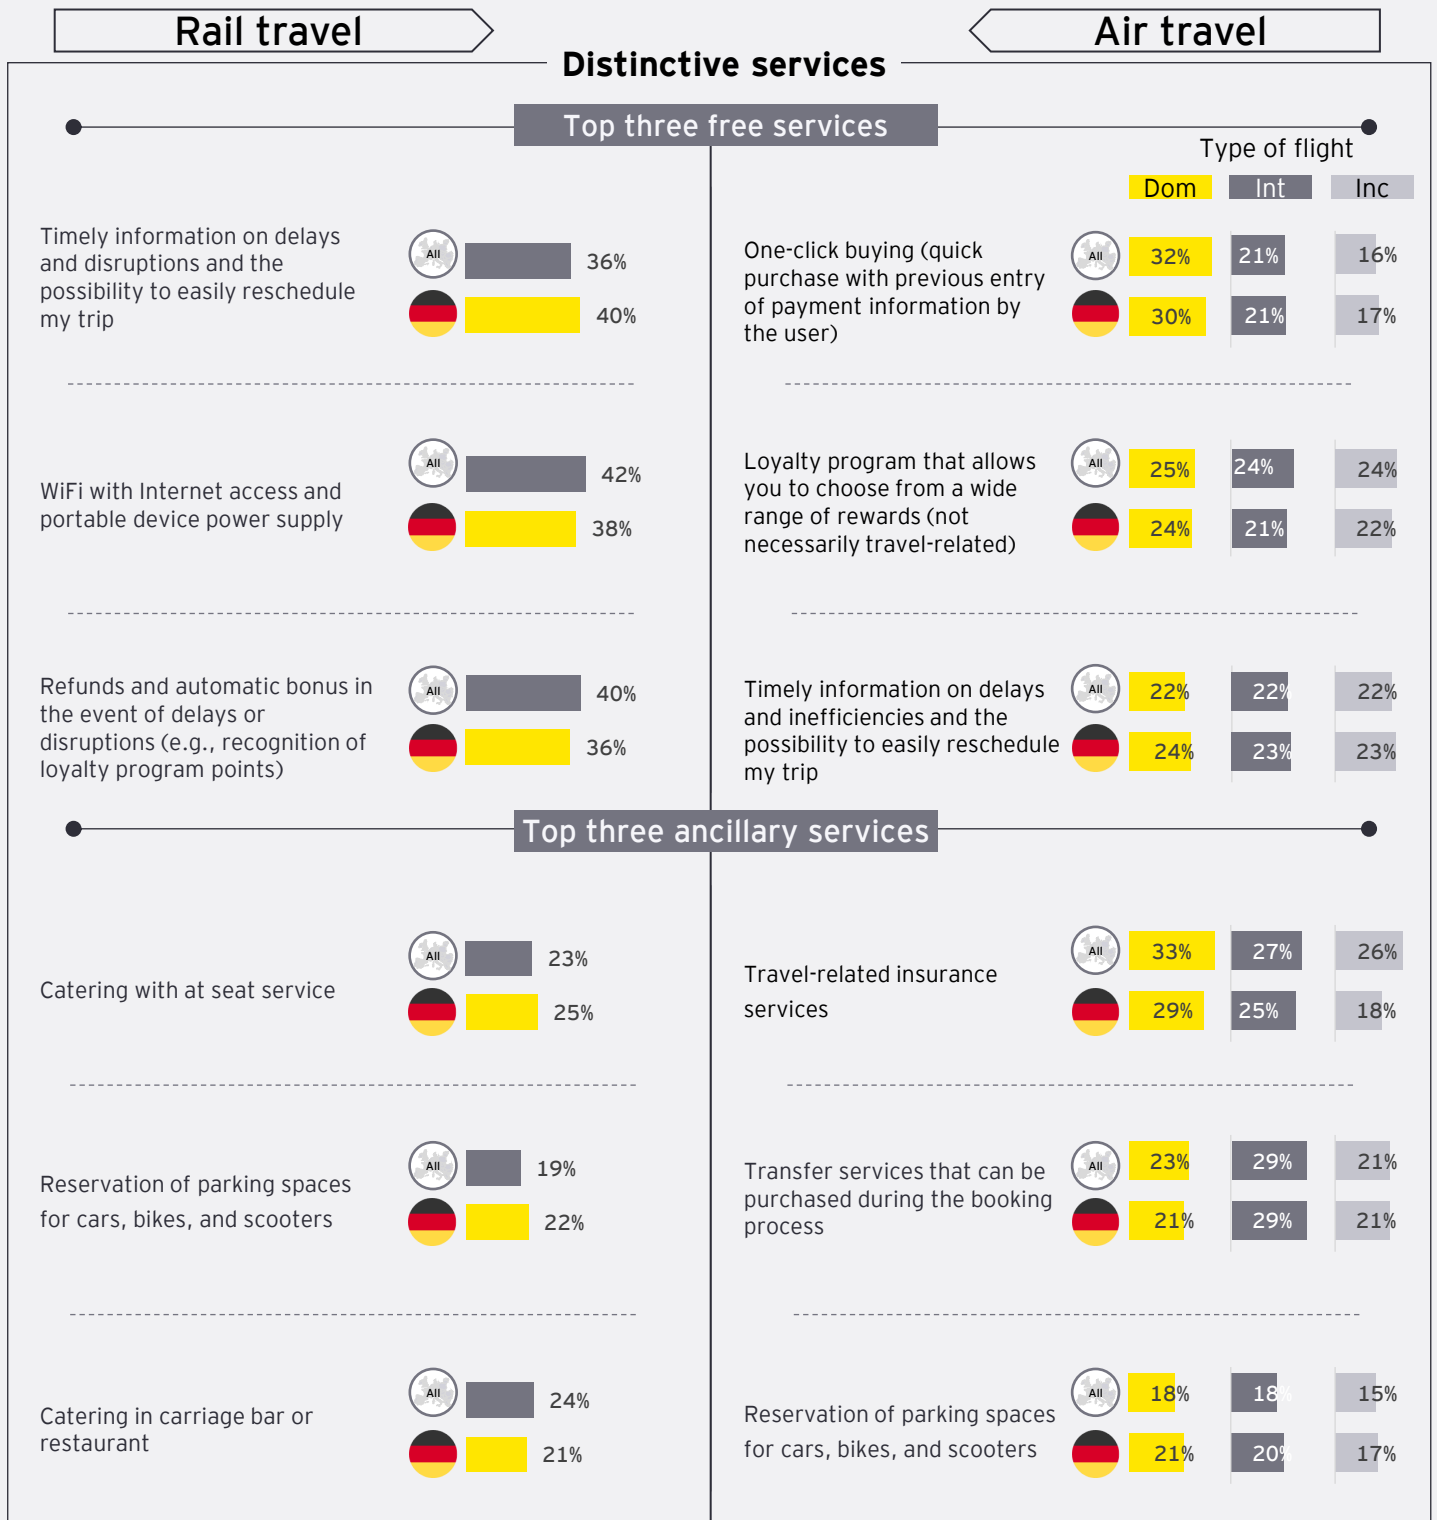 Rail travel
Air travel
Distinctive services
Top three free services
Type of flight
Dom Int Inc
Timely information on delays
and disruptions and the
possibility to easily reschedule
my trip
All
36%
40%
One-click buying (quick
purchase with previous entry
of payment information by
the user)
All
32% 21% 16%
30% 21% 17%
WiFi with Internet access and
portable device power supply
All
42%
38%
Loyalty program that allows
you to choose from a wide
range of rewards (not
necessarily travel-related)
All
25% 24% 24%
24% 21% 22%
Refunds and automatic bonus in
the event of delays or
disruptions (e.g., recognition of
loyalty program points)
All
40%
36%
Timely information on delays
and inefficiencies and the
possibility to easily reschedule
my trip
All
22% 22% 22%
24% 23% 23%
Top three ancillary services
Catering with at seat service
All
23%
25%
Travel-related insurance
services
All
33% 27% 26%
29% 25% 18%
Reservation of parking spaces
for cars, bikes, and scooters
All
19%
22%
Transfer services that can be
purchased during the booking
process
All
23% 29% 21%
21% 29% 21%
Catering in carriage bar or
restaurant
All
24%
21%
Reservation of parking spaces
for cars, bikes, and scooters
All
18% 18% 15%
21% 20% 17%